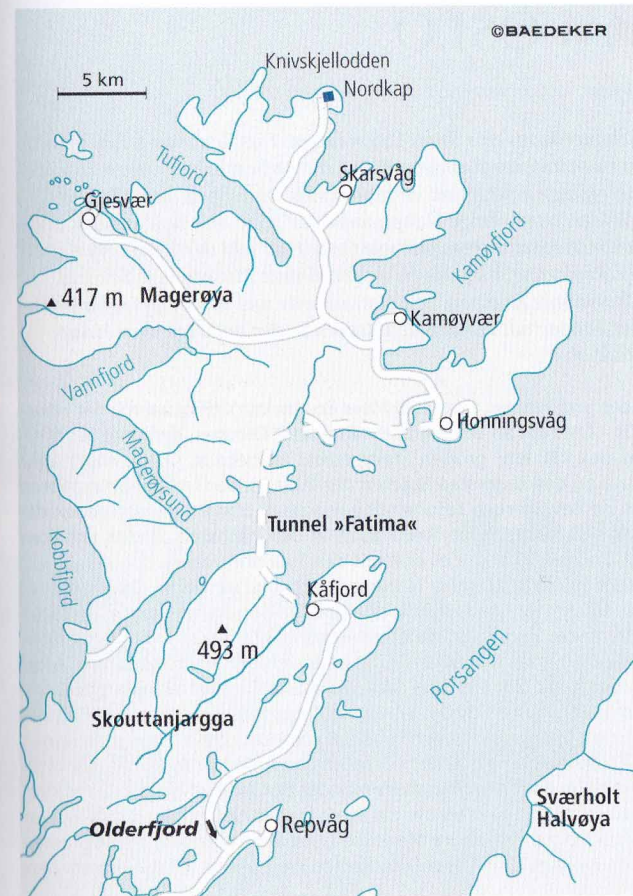 ©BAEDEKER
Knivskjellodden
5 km
Nordkap
Tufjord
Skarsvåg
Gjesvær
Kamøyfjord
417 m
Magerøya
Kamøyvær
Vannfjord
Honningsvåg
Magerøysund
Tunnel »Fatima«
Kobbfjord
Kåfjord
493 m
Porsangen
Skouttanjargga
Sværholt
Halvøya
Olderfjord
Repvåg